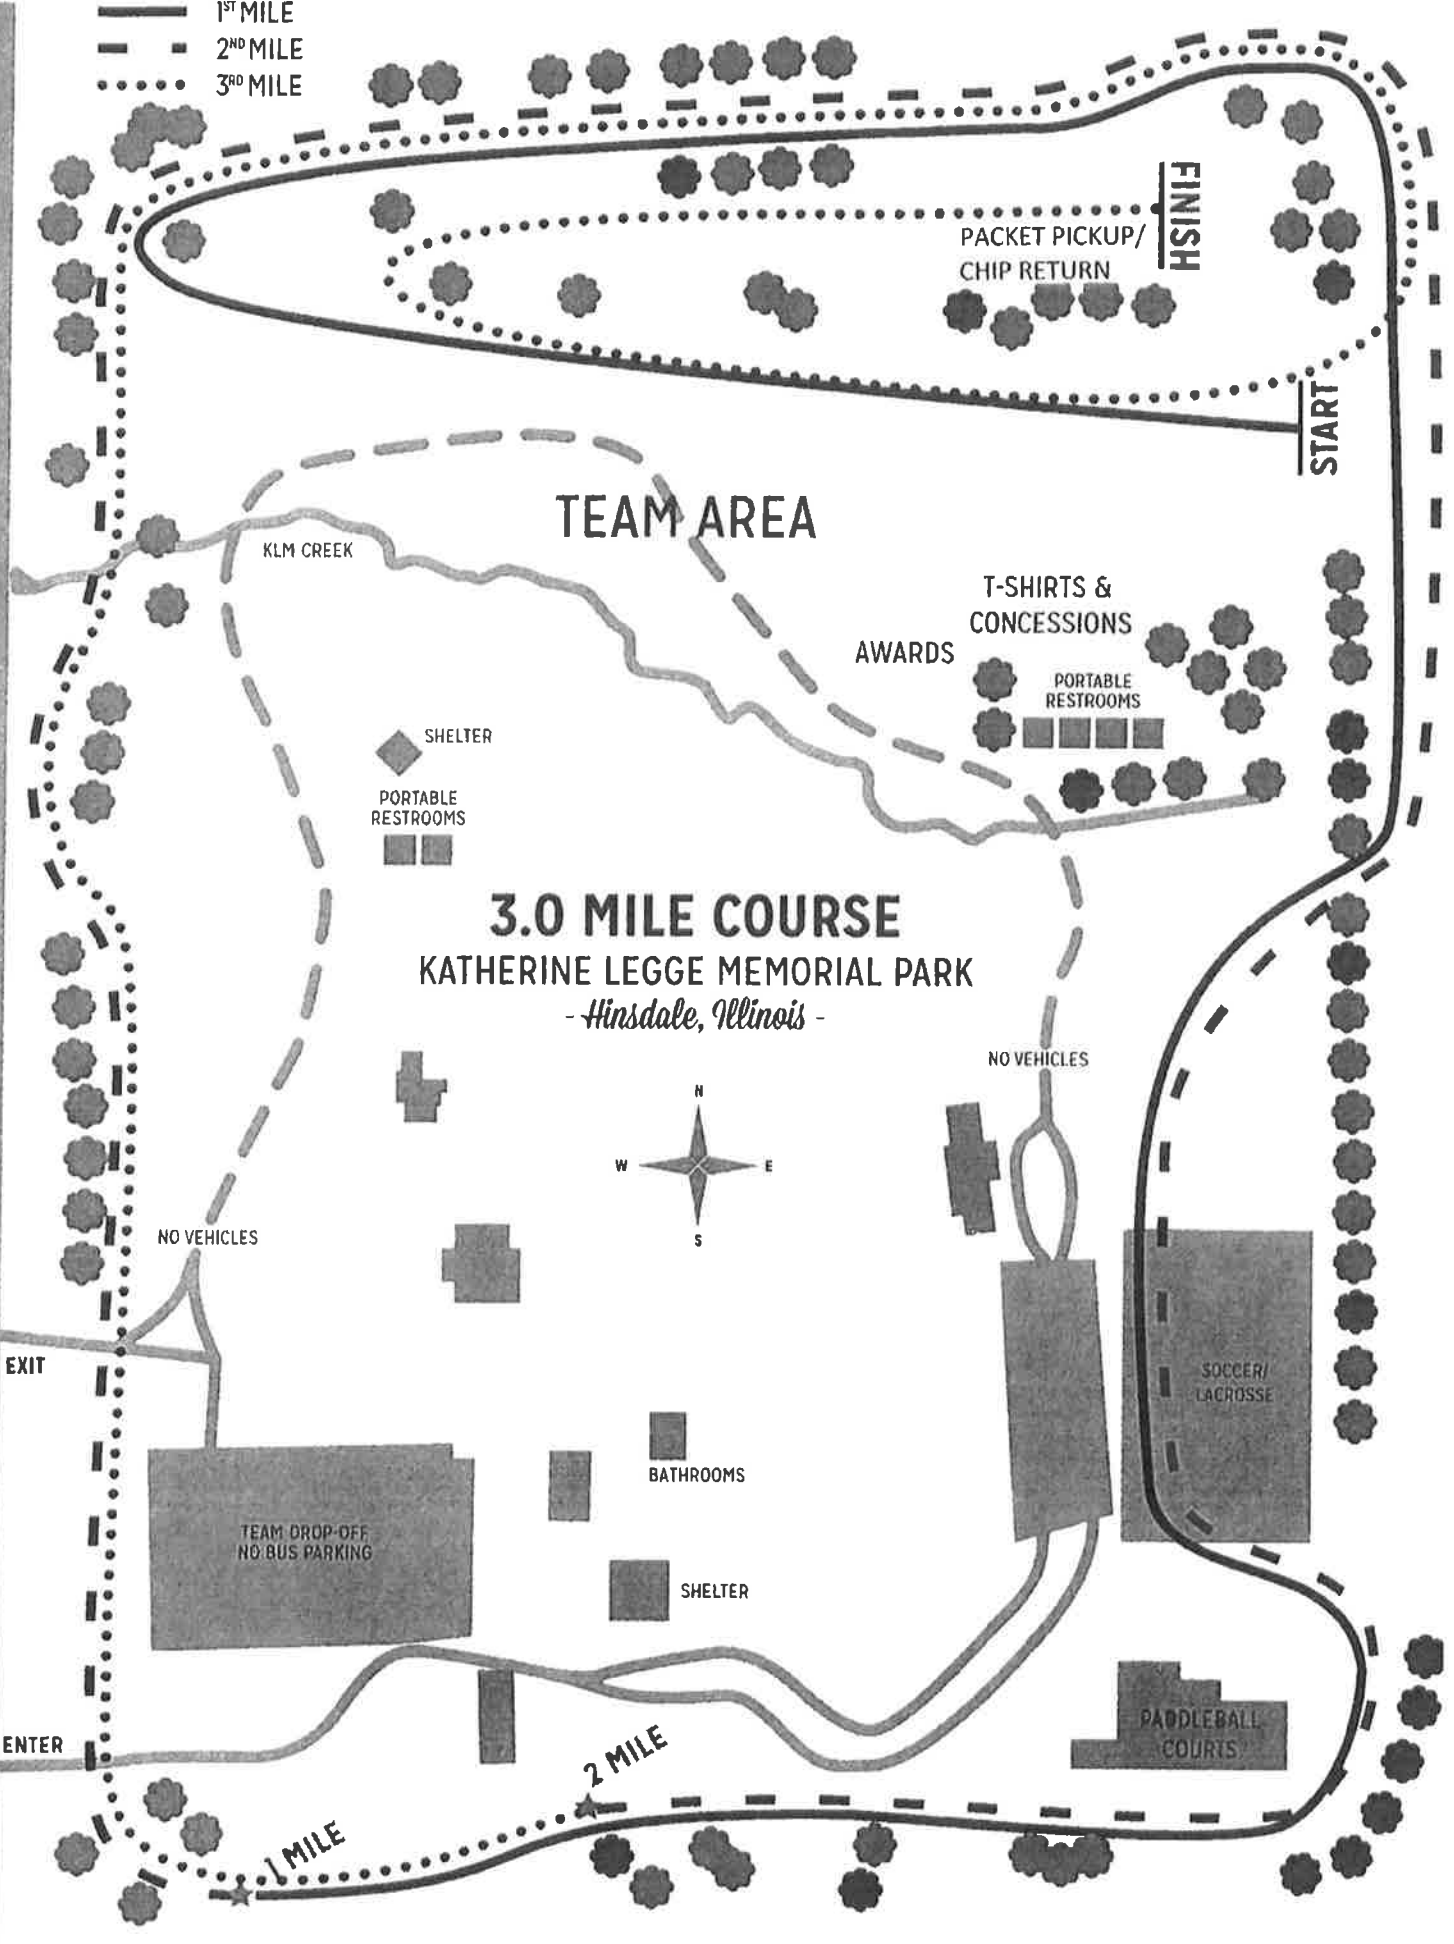 1ST MILE
2ND MILE
3RD MILE
FINISH
PACKET PICKUP/
CHIP RETURN
START
TEAM AREA
KLM CREEK
T-SHIRTS &
CONCESSIONS
AWARDS
PORTABLE
RESTROOMS
SHELTER
PORTABLE
RESTROOMS
3.0 MILE COURSE
KATHERINE LEGGE MEMORIAL PARK
- Hinsdale, Illinois -
NO VEHICLES
N
W E
S
NO VEHICLES
EXIT
SOCCER/
LACROSSE
BATHROOMS
TEAM DROP-OFF
NO BUS PARKING
SHELTER
PADDLEBALL
COURTS
ENTER
2 MILE
1 MILE